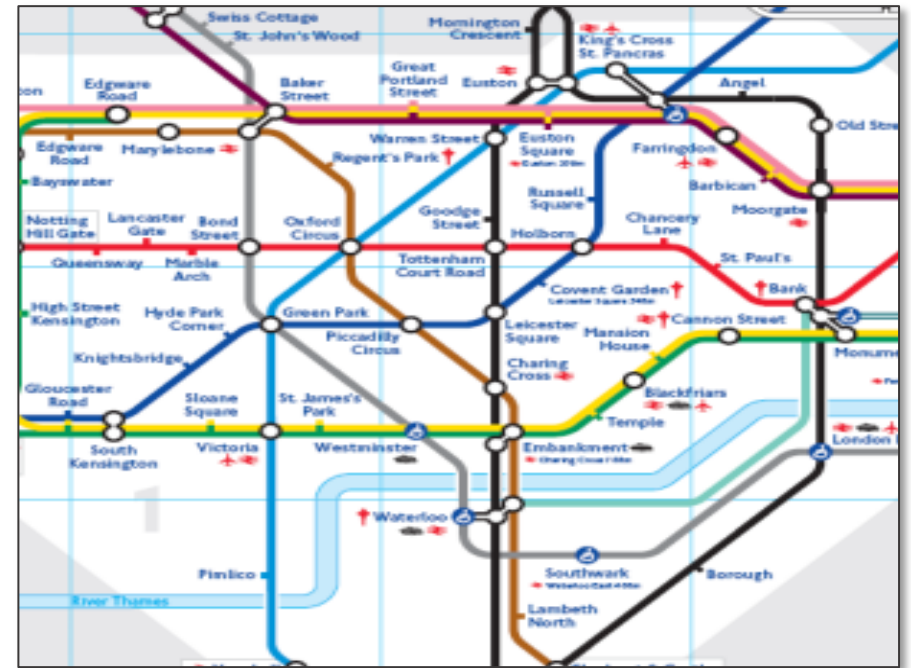 Swiss Cottage
St. John's Wood
Mornington
Crescent
King's Cross
St. Pancras
Edgware
Road
Baker
Street
Great
Portland
Street
Euston
Angel
Old
Edgware
Road
Marylebone
Warren Street
Regent's Park
Euston
Square
Farringdon
Bayswater
Barbican
Russell
Square
Moorgate
Notting
Hill Gate
Lancaster
Gate
Bond
Street
Oxford
Circus
Goodge
Street
Holborn
Chancery
Lane
Queensway
Marble
Arch
Tottenham
Court Road
St. Paul's
Bank
Covent Garden
High Street
Kensington
Hyde Park
Corner
Green Park
Piccadilly
Circus
Leicester
Square
Mansion
House
Cannon Street
Monume
Knightsbridge
Charing
Cross
Gloucester
Road
Sloane
Square
St. James's
Park
Blackfriars
Temple
South
Kensington
Victoria
Westminster
Embankment
London
1
Waterloo
Pimlico
Southwark
Borough
River Thames
Lambeth
North